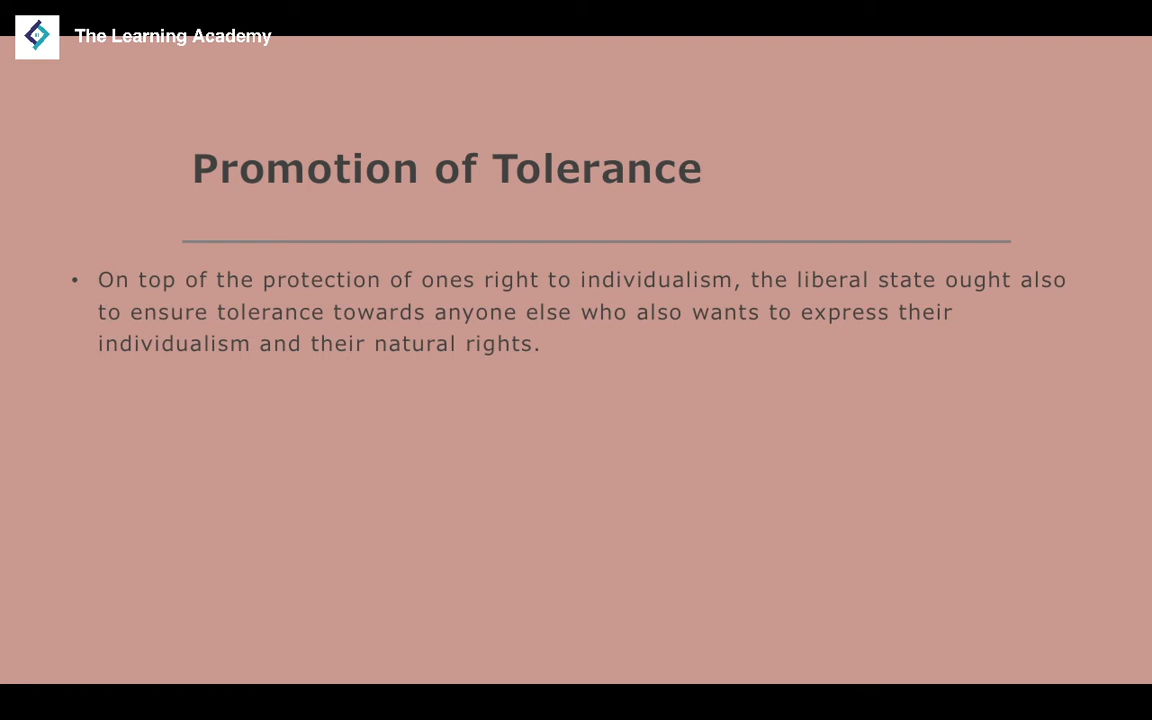 The Learning Academy
Promotion of Tolerance
• On top of the protection of ones right to individualism, the liberal state ought also
to ensure tolerance towards anyone else who also wants to express their
individualism and their natural rights.